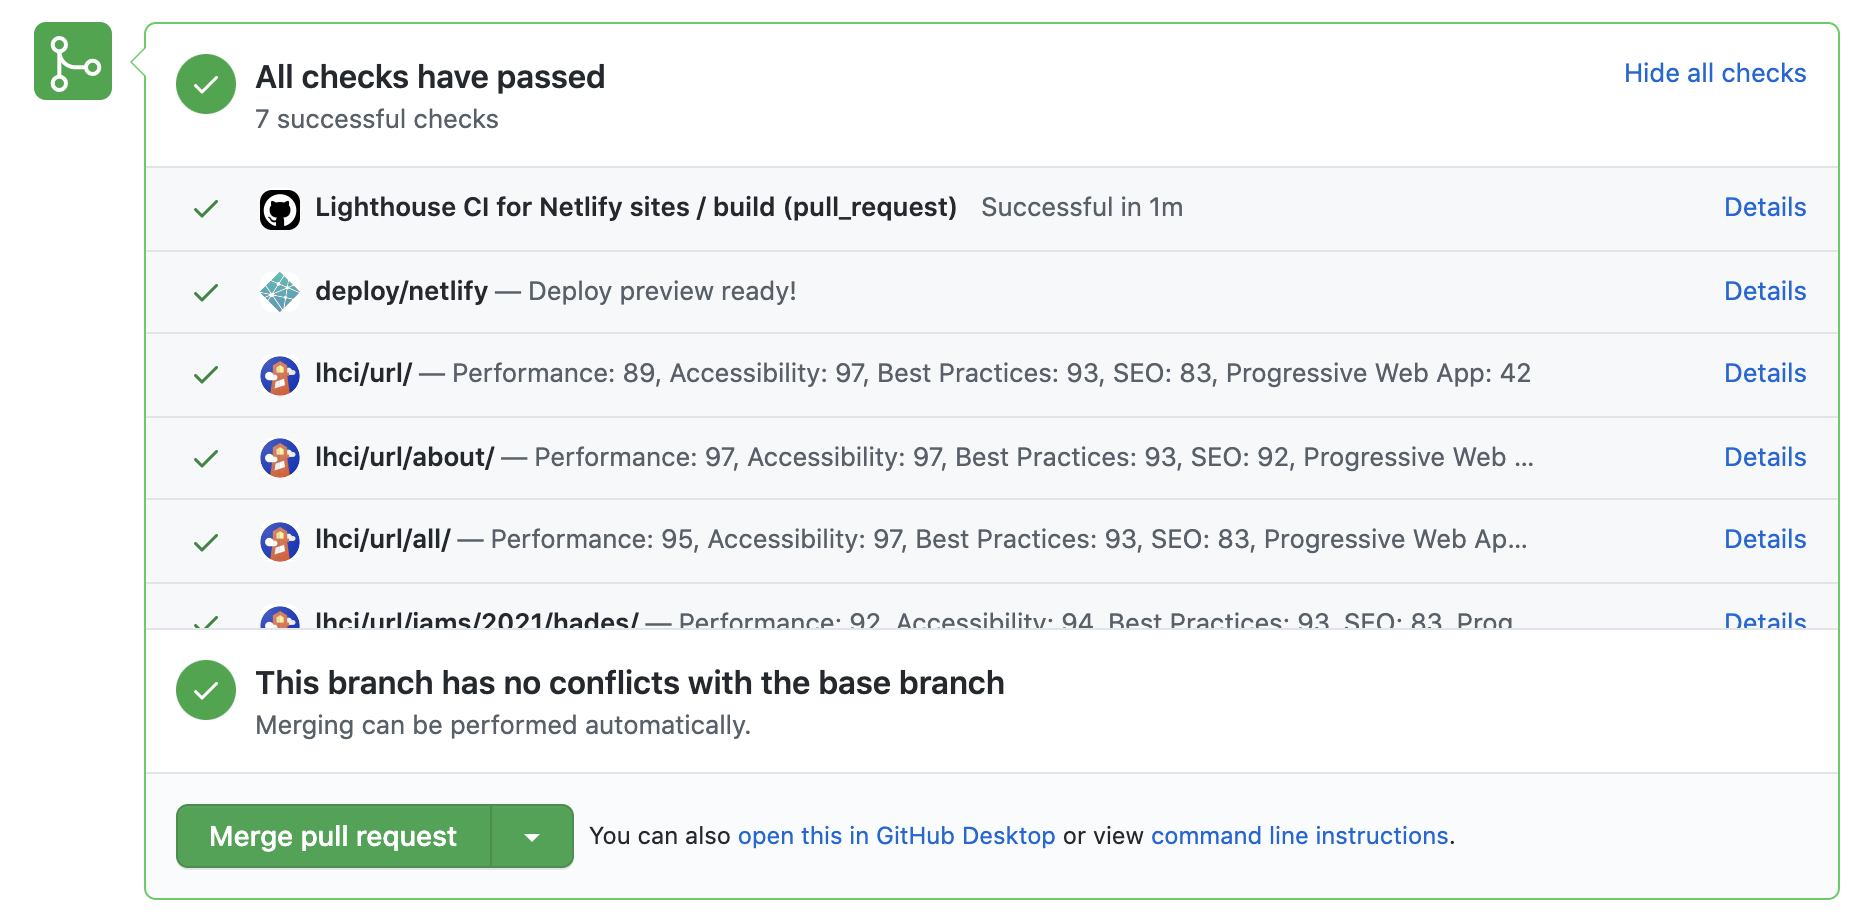 All checks have passed
Hide all checks
7 successful checks
Lighthouse CI for Netlify sites / build (pull_request) Successful in 1m Details
deploy/netlify — Deploy preview ready! Details
lhci/url/ — Performance: 89, Accessibility: 97, Best Practices: 93, SEO: 83, Progressive Web App: 42 Details
lhci/url/about/ — Performance: 97, Accessibility: 97, Best Practices: 93, SEO: 92, Progressive Web ... Details
lhci/url/all/ — Performance: 95, Accessibility: 97, Best Practices: 93, SEO: 83, Progressive Web Ap... Details
lhci/url/jams/2021/hades/ — Performance: 92, Accessibility: 94, Best Practices: 93, SEO: 83, Prog Details
This branch has no conflicts with the base branch
Merging can be performed automatically.
Merge pull request You can also open this in GitHub Desktop or view command line instructions.